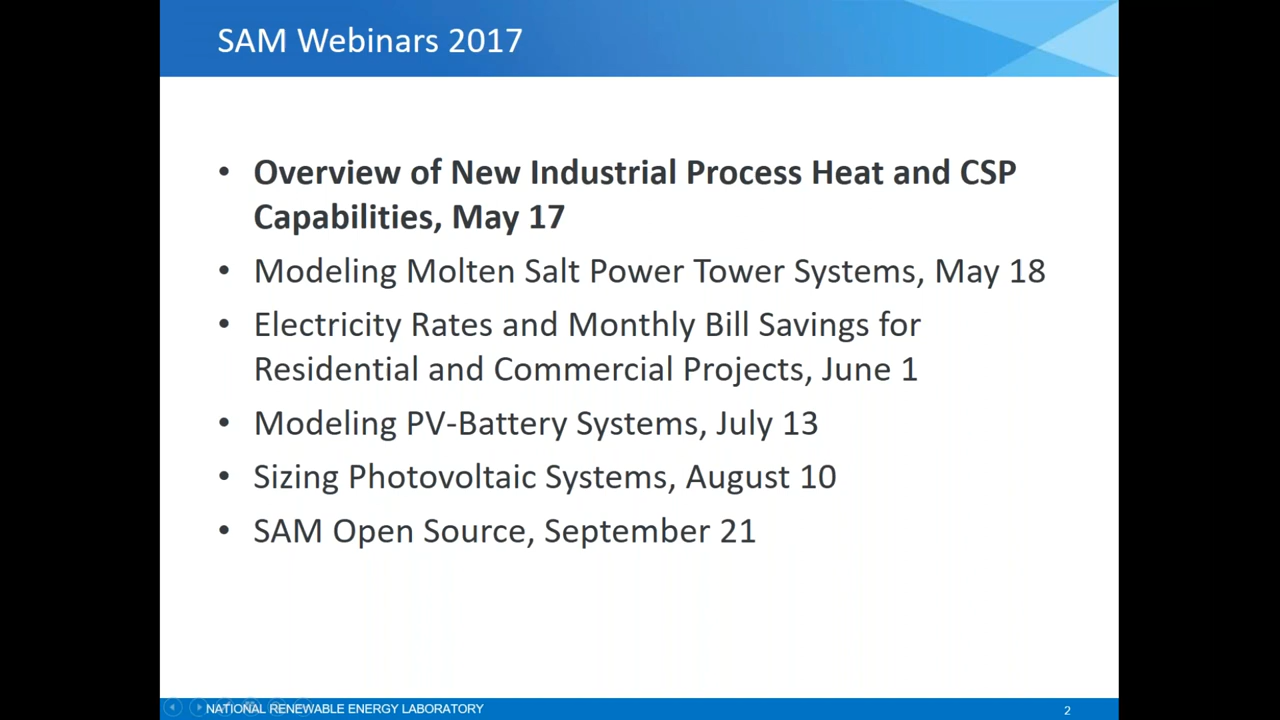 SAM Webinars 2017
• Overview of New Industrial Process Heat and CSP
Capabilities, May 17
• Modeling Molten Salt Power Tower Systems, May 18
• Electricity Rates and Monthly Bill Savings for
Residential and Commercial Projects, June 1
• Modeling PV-Battery Systems, July 13
• Sizing Photovoltaic Systems, August 10
• SAM Open Source, September 21
NATIONAL RENEWABLE ENERGY LABORATORY
2